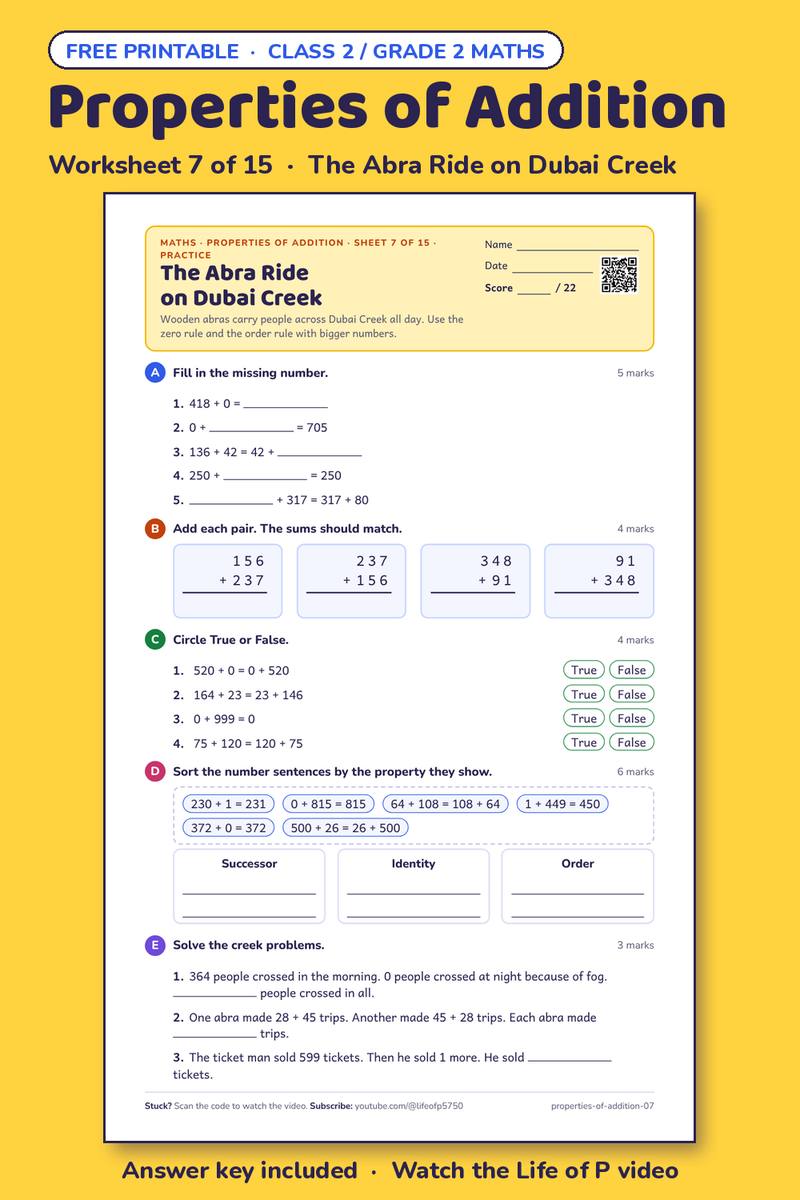 FREE PRINTABLE · CLASS 2 / GRADE 2 MATHS
Properties of Addition
Worksheet 7 of 15 · The Abra Ride on Dubai Creek
MATHS · PROPERTIES OF ADDITION · SHEET 7 OF 15 ·
PRACTICE
The Abra Ride
on Dubai Creek
Wooden abras carry people across Dubai Creek all day. Use the
zero rule and the order rule with bigger numbers.
Name ____________
Date ____________
Score _____ / 22
A Fill in the missing number. 5 marks
1. 418 + 0 = ____________
2. 0 + ____________ = 705
3. 136 + 42 = 42 + ____________
4. 250 + ____________ = 250
5. ____________ + 317 = 317 + 80
B Add each pair. The sums should match. 4 marks
156 237 348 91
+ 237 + 156 + 91 + 348
C Circle True or False. 4 marks
1. 520 + 0 = 0 + 520 True False
2. 164 + 23 = 23 + 146 True False
3. 0 + 999 = 0 True False
4. 75 + 120 = 120 + 75 True False
D Sort the number sentences by the property they show. 6 marks
230 + 1 = 231 0 + 815 = 815 64 + 108 = 108 + 64 1 + 449 = 450
372 + 0 = 372 500 + 26 = 26 + 500
Successor Identity Order
E Solve the creek problems. 3 marks
1. 364 people crossed in the morning. 0 people crossed at night because of fog.
____________ people crossed in all.
2. One abra made 28 + 45 trips. Another made 45 + 28 trips. Each abra made
____________ trips.
3. The ticket man sold 599 tickets. Then he sold 1 more. He sold ____________
tickets.
Stuck? Scan the code to watch the video. Subscribe: youtube.com/@lifeofp5750 properties-of-addition-07
Answer key included · Watch the Life of P video